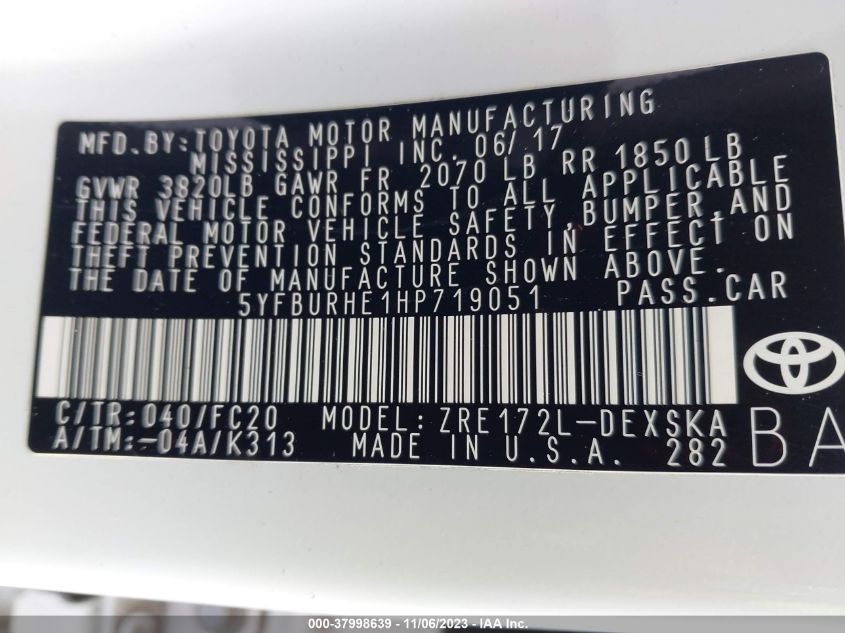 MFD.BY:TOYOTA MOTOR MANUFACTURING
MISSISSIPPI INC. 06/17
GVWR 3820LB GAWR FR 2070 LB RR 1850 LB
THIS VEHICLE CONFORMS TO ALL APPLICABLE
FEDERAL MOTOR VEHICLE SAFETY,BUMPER,AND
THEFT PREVENTION STANDARDS IN EFFECT ON
THE DATE OF MANUFACTURE SHOWN ABOVE.
5YFBURHE1HP719051 PASS.CAR
C/TR:040/FC20 MODEL:ZRE172L-DEXSKA
A/TM:-04A/K313 MADE IN U.S.A. 282 BA
000-37998639 - 11/06/2023 - IAA Inc.